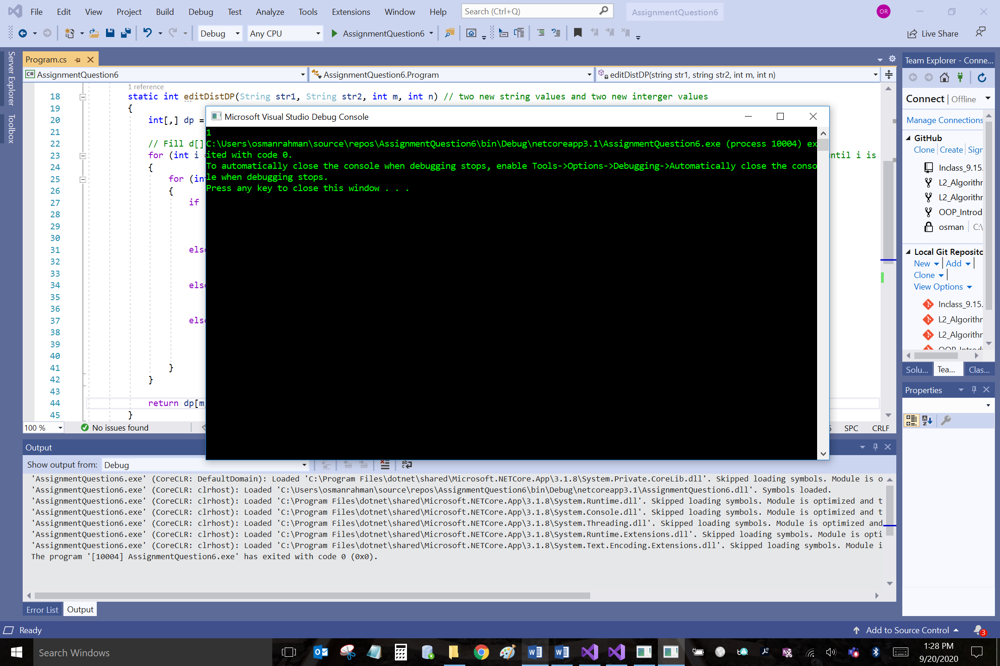 File Edit View Project Build Debug Test Analyze Tools Extensions Window Help Search (Ctrl+Q) AssignmentQuestion6 OR
Debug Any CPU AssignmentQuestion6 Live Share
Server Explorer
Toolbox
Program.cs
AssignmentQuestion6 AssignmentQuestion6.Program editDistDP(string str1, string str2, int m, int n)
1 reference
18 static int editDistDP(String str1, String str2, int m, int n) // two new string values and two new interger values
19 {
20 int[,] dp =
21
22 // Fill d[]
23 for (int i = ntil i is
24 {
25 for (int
26 {
27 if
28
29
30
31 else
32
33
34 else
35
36
37 else
38
39
40
41 }
42 }
43
44 return dp[m,
45 }
100 % No issues found SPC CRLF
Microsoft Visual Studio Debug Console
1
C:\Users\osmanrahman\source\repos\AssignmentQuestion6\bin\Debug\netcoreapp3.1\AssignmentQuestion6.exe (process 10004) ex
ited with code 0.
To automatically close the console when debugging stops, enable Tools->Options->Debugging->Automatically close the conso
le when debugging stops.
Press any key to close this window . . .
Output
Show output from: Debug
'AssignmentQuestion6.exe' (CoreCLR: DefaultDomain): Loaded 'C:\Program Files\dotnet\shared\Microsoft.NETCore.App\3.1.8\System.Private.CoreLib.dll'. Skipped loading symbols. Module is o
'AssignmentQuestion6.exe' (CoreCLR: clrhost): Loaded 'C:\Users\osmanrahman\source\repos\AssignmentQuestion6\bin\Debug\netcoreapp3.1\AssignmentQuestion6.dll'. Symbols loaded.
'AssignmentQuestion6.exe' (CoreCLR: clrhost): Loaded 'C:\Program Files\dotnet\shared\Microsoft.NETCore.App\3.1.8\System.Runtime.dll'. Skipped loading symbols. Module is optimized and t
'AssignmentQuestion6.exe' (CoreCLR: clrhost): Loaded 'C:\Program Files\dotnet\shared\Microsoft.NETCore.App\3.1.8\System.Console.dll'. Skipped loading symbols. Module is optimized and t
'AssignmentQuestion6.exe' (CoreCLR: clrhost): Loaded 'C:\Program Files\dotnet\shared\Microsoft.NETCore.App\3.1.8\System.Threading.dll'. Skipped loading symbols. Module is optimized and
'AssignmentQuestion6.exe' (CoreCLR: clrhost): Loaded 'C:\Program Files\dotnet\shared\Microsoft.NETCore.App\3.1.8\System.Runtime.Extensions.dll'. Skipped loading symbols. Module is opti
'AssignmentQuestion6.exe' (CoreCLR: clrhost): Loaded 'C:\Program Files\dotnet\shared\Microsoft.NETCore.App\3.1.8\System.Text.Encoding.Extensions.dll'. Skipped loading symbols. Module i
The program '[10004] AssignmentQuestion6.exe' has exited with code 0 (0x0).
Error List Output
Team Explorer - Conne...
Connect | Offline
Manage Connections
GitHub
Clone Create Sign
Inclass_9.15.
L2_Algorithr
L2_Algorithr
OOP_Introd
osman C:\
Local Git Reposito
New Add
Clone
View Options
Inclass_9.15.
L2_Algorithr
L2_Algorithr
OOP_Introd
Solu... Tea... Clas...
Properties
Ready Add to Source Control 3
Search Windows 1:28 PM
9/20/2020